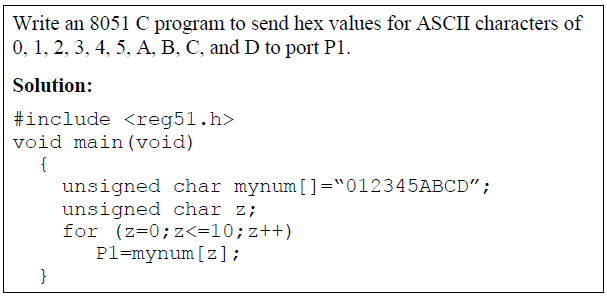 Write an 8051 C program to send hex values for ASCII characters of
0, 1, 2, 3, 4, 5, A, B, C, and D to port P1.
Solution:
#include <reg51.h>
void main(void)
{
unsigned char mynum[]=“012345ABCD”;
unsigned char z;
for (z=0;z<=10;z++)
P1=mynum[z];
}